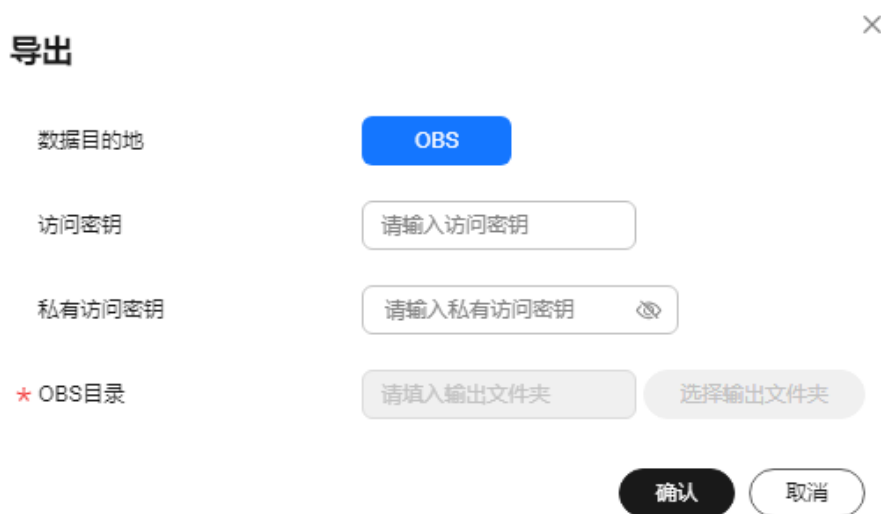 导出
数据目的地 OBS
访问密钥 请输入访问密钥
私有访问密钥 请输入私有访问密钥
* OBS目录 请填入输出文件夹 选择输出文件夹
确认 取消